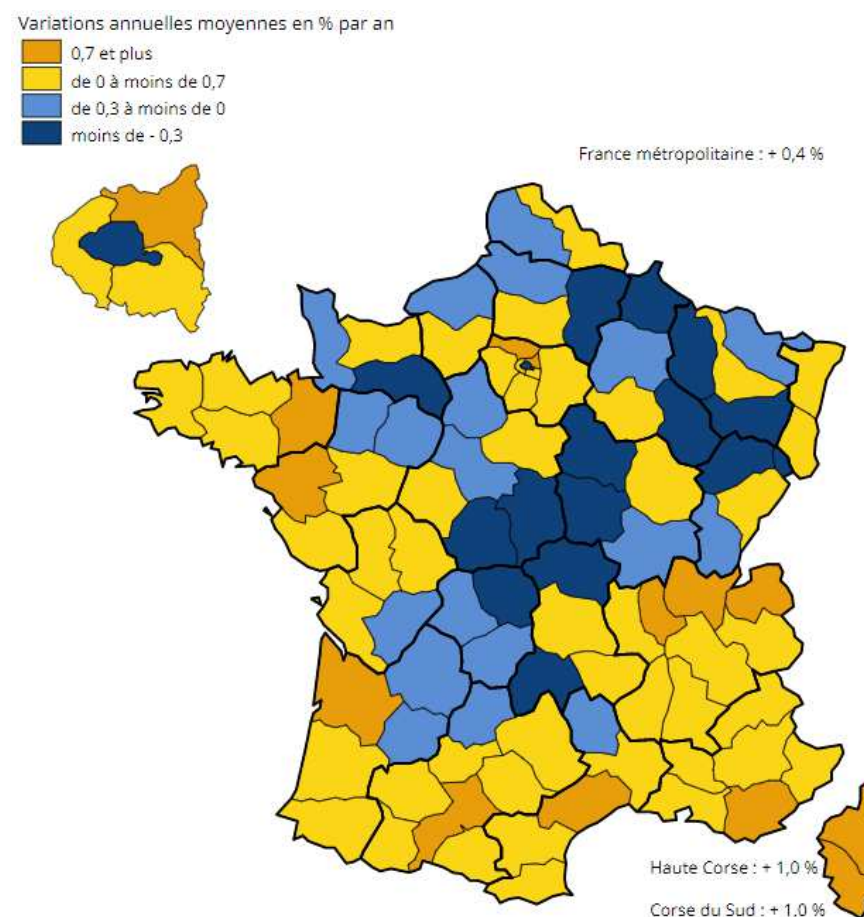 Variations annuelles moyennes en % par an
0,7 et plus
de 0 à moins de 0,7
de 0,3 à moins de 0
moins de - 0,3
France métropolitaine : + 0,4 %
Haute Corse : + 1,0 %
Corse du Sud : + 1.0 %